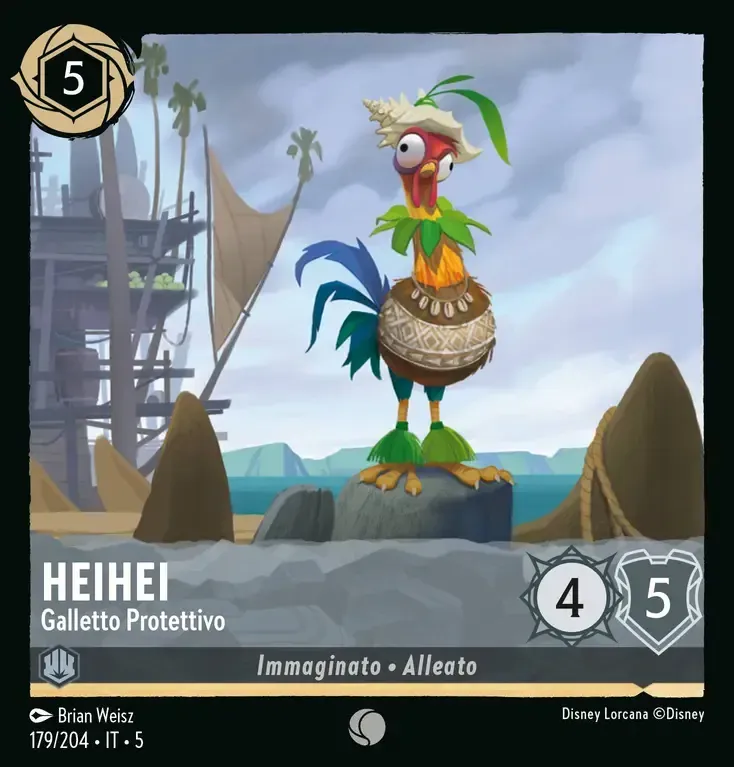 5
HEIHEI
Galletto Protettivo
4
5
Immaginato • Alleato
Brian Weisz
Disney Lorcana ©Disney
179/204 • IT • 5